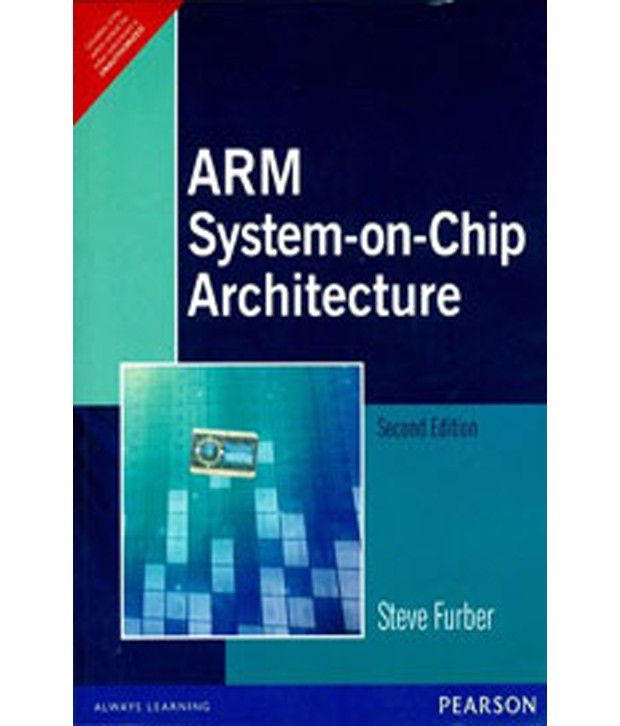 ARM
System-on-Chip
Architecture
Second Edition
Steve Furber
ALWAYS LEARNING
PEARSON